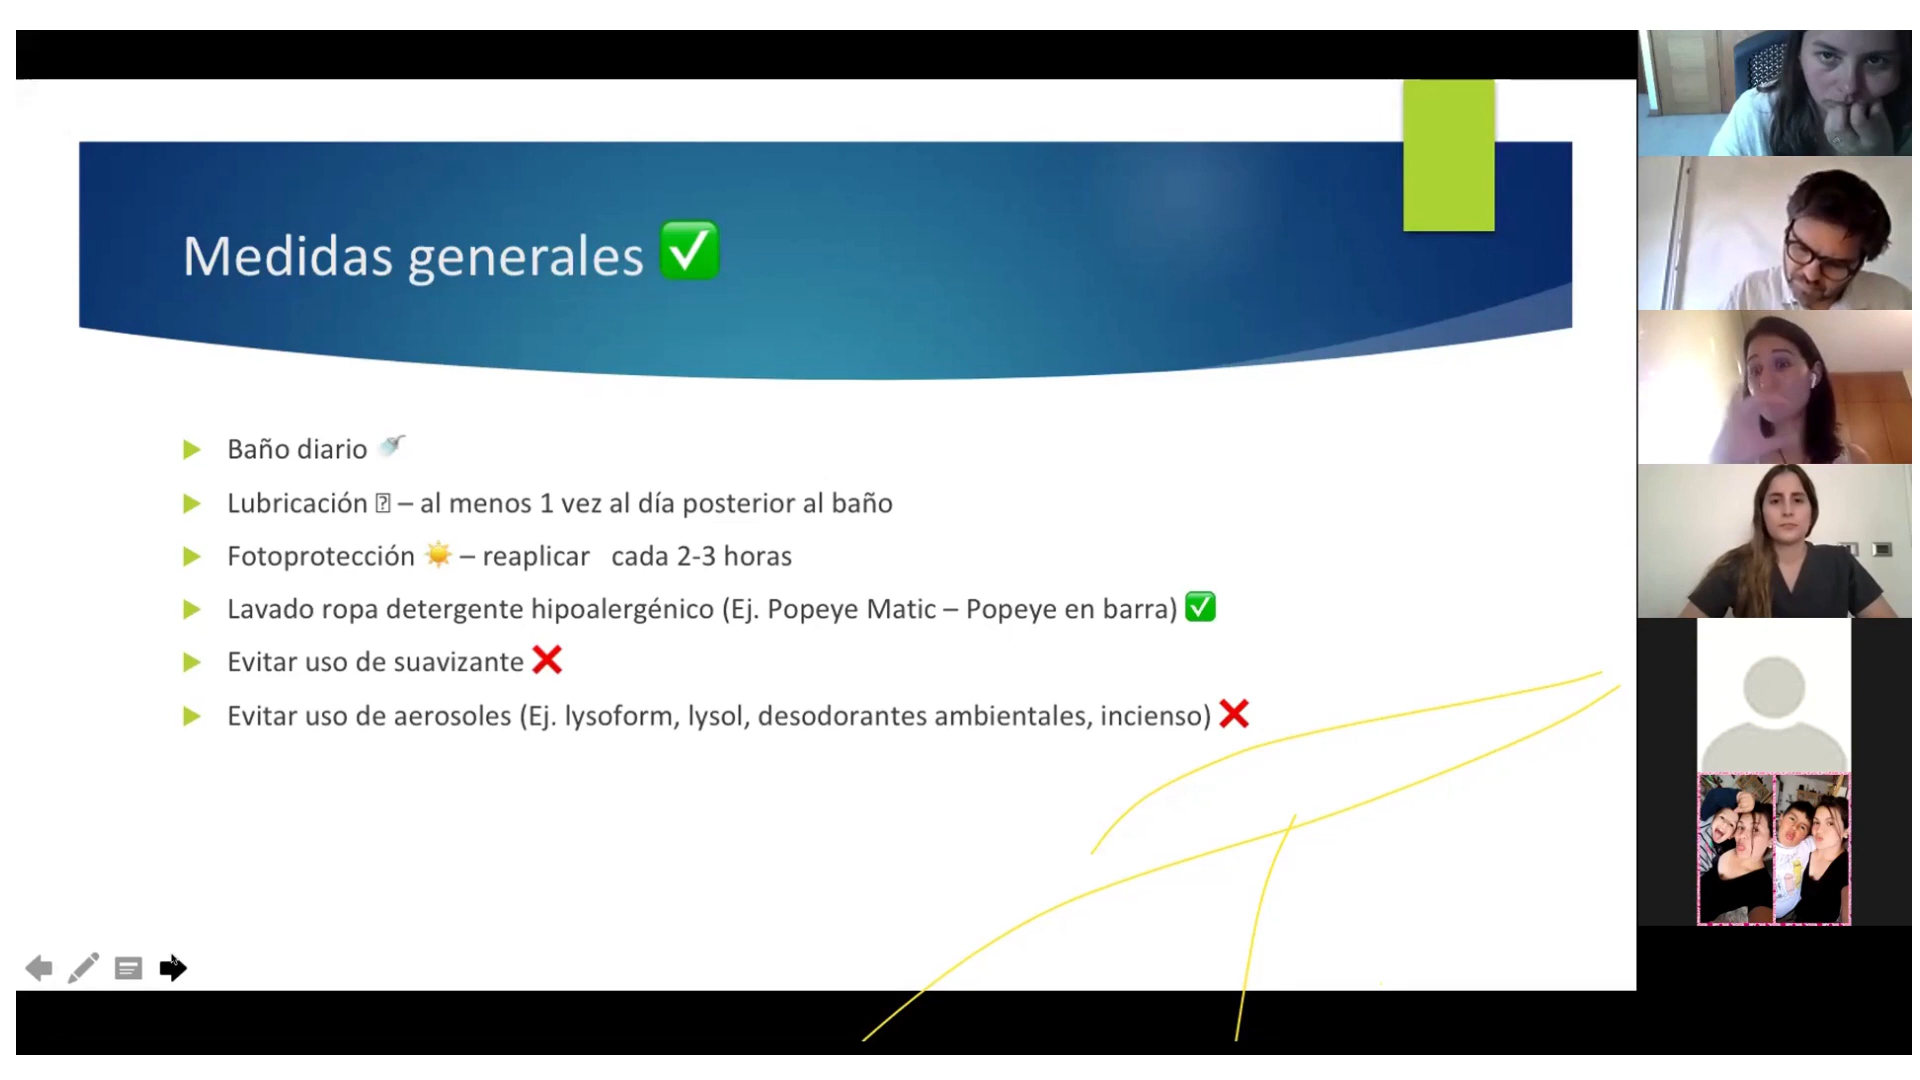 Medidas generales ✅
Baño diario 🚿
Lubricación ⍰ – al menos 1 vez al día posterior al baño
Fotoprotección ☀️ – reaplicar   cada 2-3 horas
Lavado ropa detergente hipoalergénico (Ej. Popeye Matic – Popeye en barra) ✅
Evitar uso de suavizante ❌
Evitar uso de aerosoles (Ej. lysoform, lysol, desodorantes ambientales, incienso) ❌